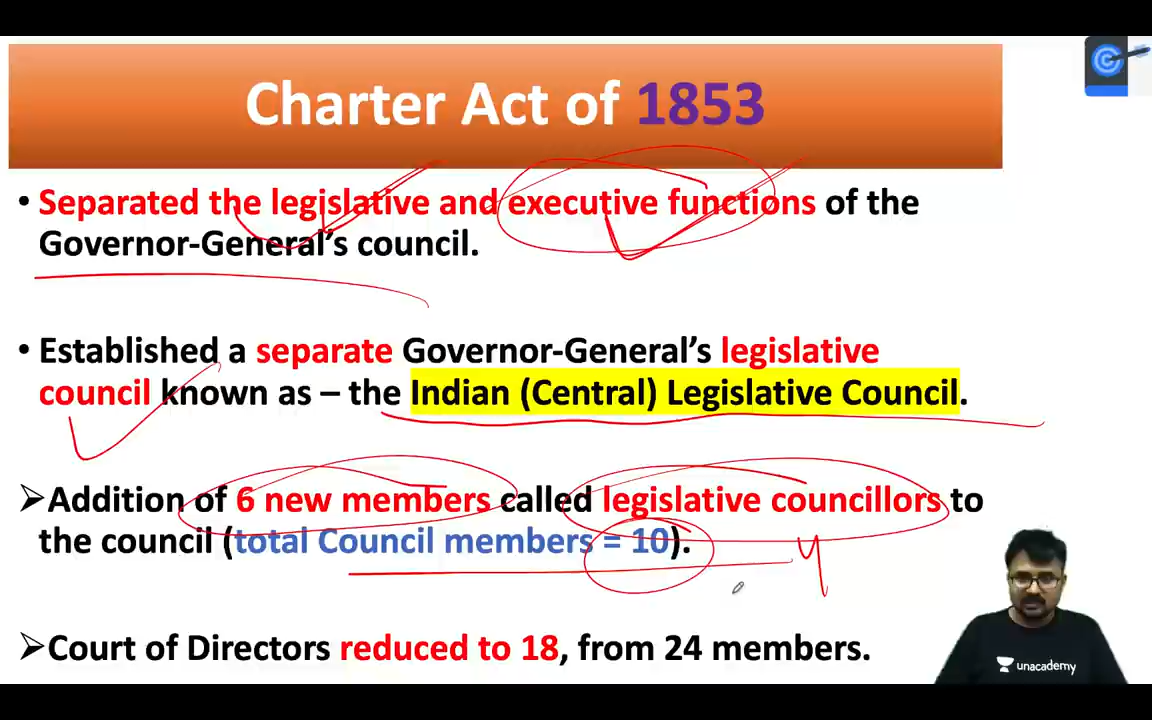 Charter Act of 1853
• Separated the legislative and executive functions of the
Governor-General's council.
• Established a separate Governor-General's legislative
council known as – the Indian (Central) Legislative Council.
➢Addition of 6 new members called legislative councillors to
the council (total Council members = 10).
4
➢Court of Directors reduced to 18, from 24 members.
unacademy